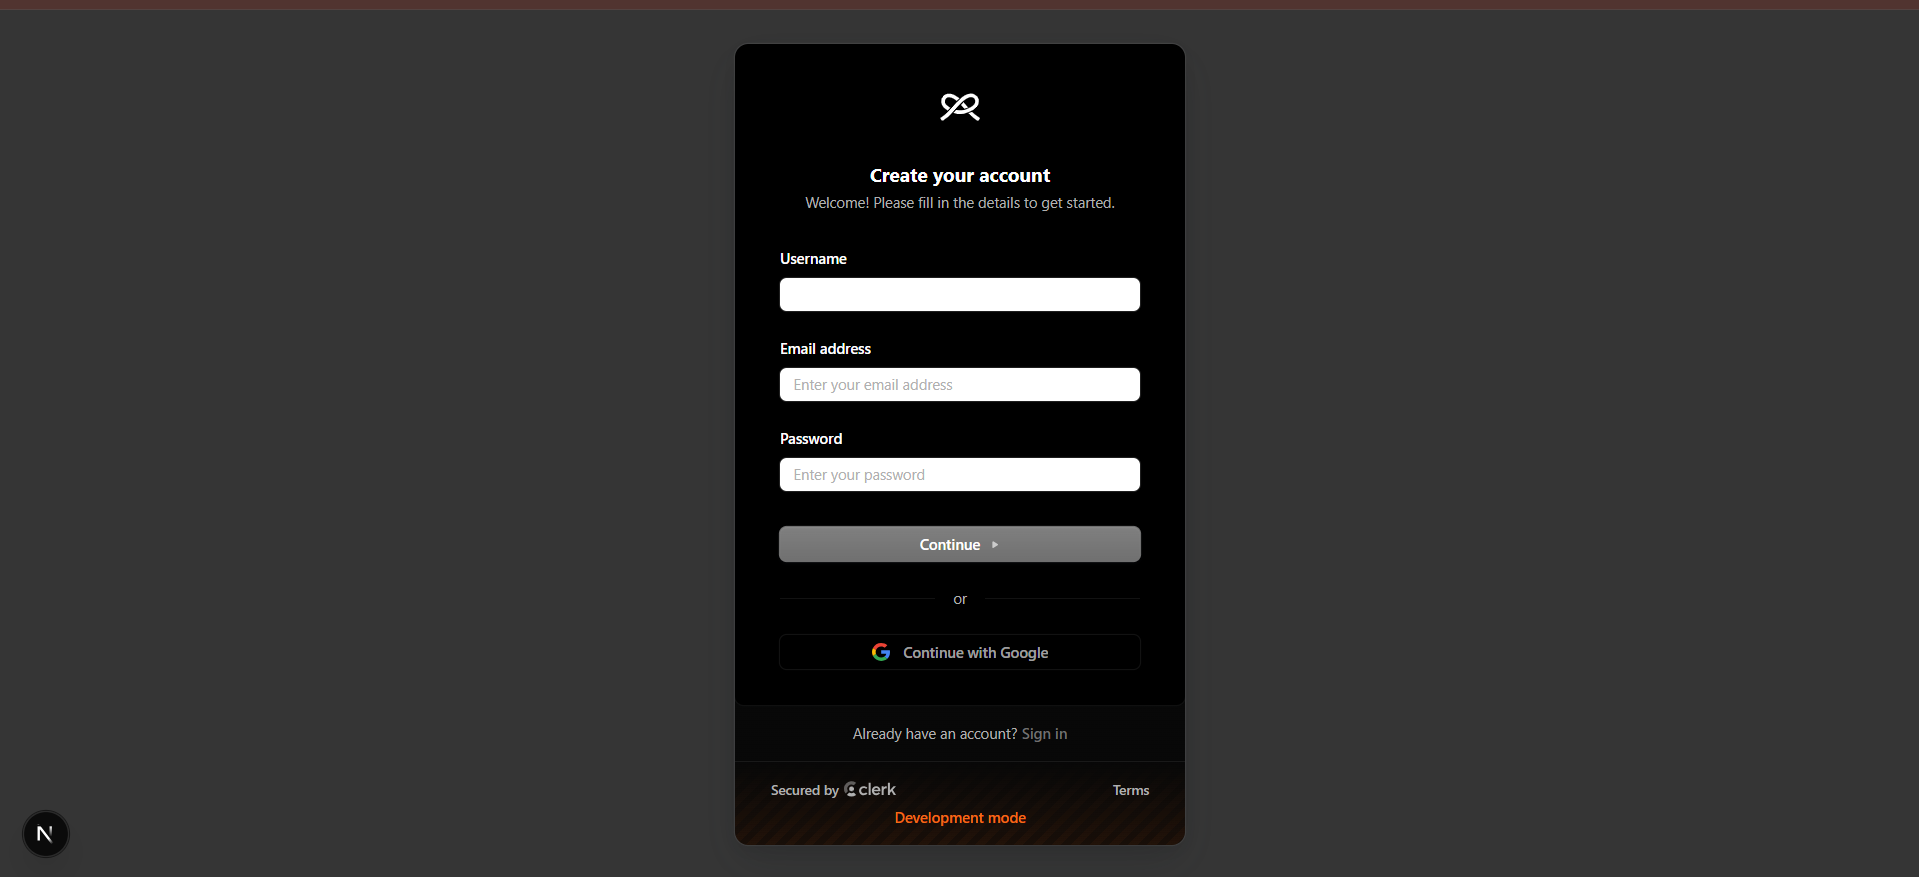 Create your account
Welcome! Please fill in the details to get started.
Username
Email address
Enter your email address
Password
Enter your password
Continue
or
Continue with Google
Already have an account? Sign in
Secured by clerk
Terms
Development mode
N